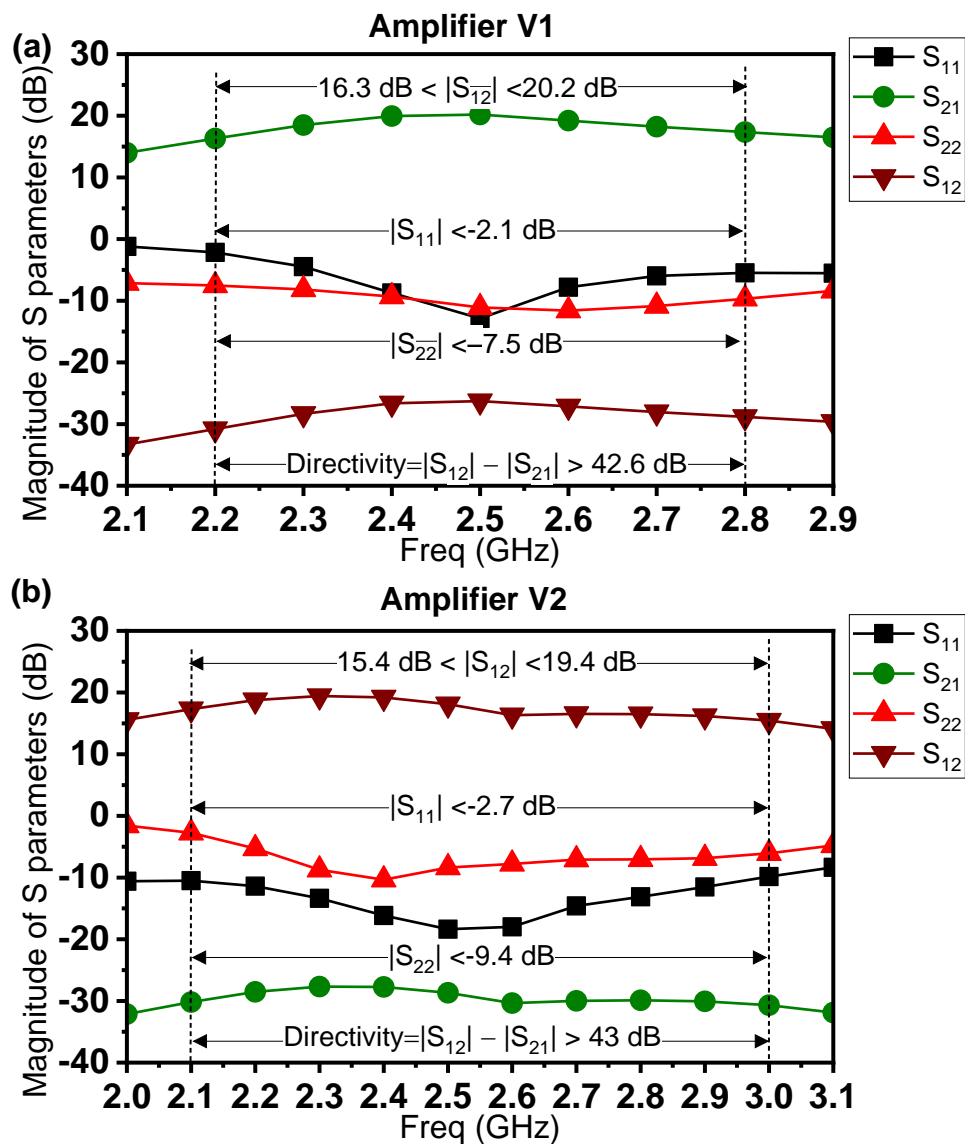 (a)
Amplifier V1
Magnitude of S parameters (dB)
30
20
10
0
-10
-20
-30
-40
16.3 dB < |S12| <20.2 dB
|S11| <-2.1 dB
|S22| <–7.5 dB
Directivity=|S12| – |S21| > 42.6 dB
2.1 2.2 2.3 2.4 2.5 2.6 2.7 2.8 2.9
Freq (GHz)
S11
S21
S22
S12
(b)
Amplifier V2
Magnitude of S parameters (dB)
30
20
10
0
-10
-20
-30
-40
15.4 dB < |S12| <19.4 dB
|S11| <-2.7 dB
|S22| <-9.4 dB
Directivity=|S12| – |S21| > 43 dB
2.0 2.1 2.2 2.3 2.4 2.5 2.6 2.7 2.8 2.9 3.0 3.1
Freq (GHz)
S11
S21
S22
S12